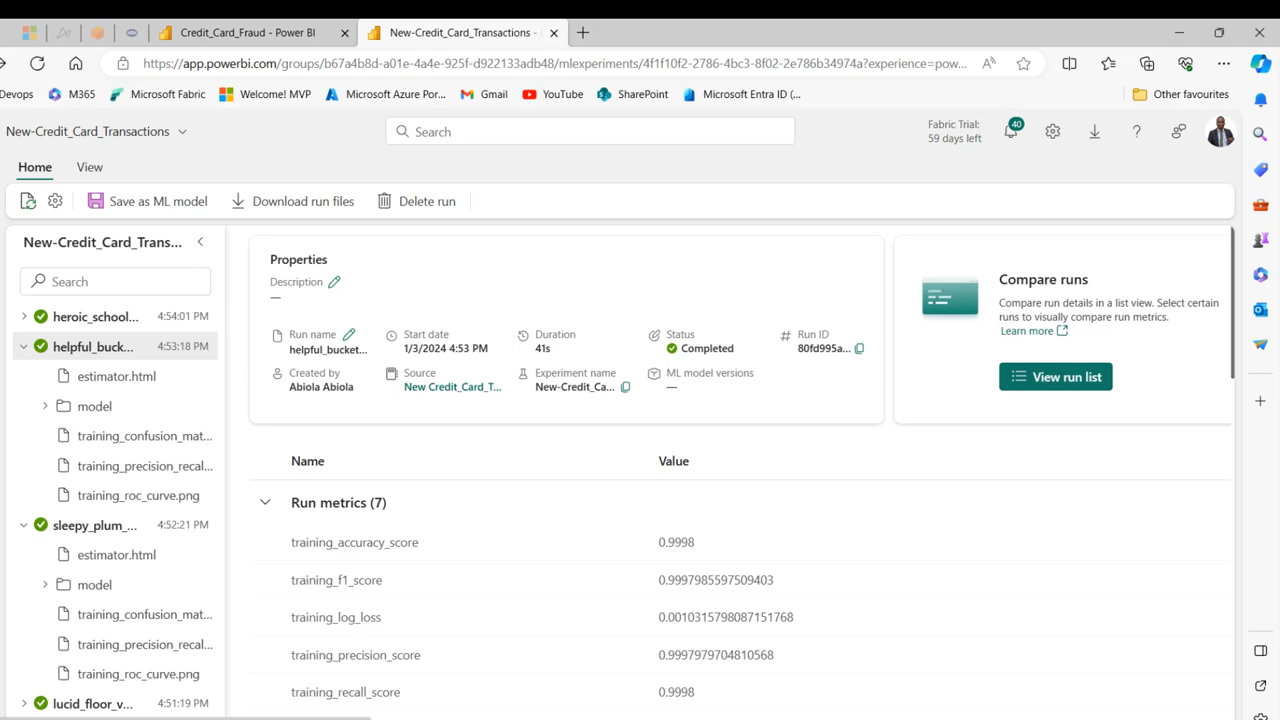 Credit_Card_Fraud - Power BI
New-Credit_Card_Transactions -
https://app.powerbi.com/groups/b67a4b8d-a01e-4a4e-925f-d922133adb48/mlexperiments/4f1f10f2-2786-4bc3-8f02-2e786b34974a?experience=pow...
Devops M365 Microsoft Fabric Welcome! MVP Microsoft Azure Por... Gmail YouTube SharePoint Microsoft Entra ID (... Other favourites
New-Credit_Card_Transactions
Search
Fabric Trial:
59 days left
40
Home View
Save as ML model Download run files Delete run
New-Credit_Card_Trans...
Search
heroic_school... 4:54:01 PM
helpful_buck... 4:53:18 PM
estimator.html
model
training_confusion_mat...
training_precision_recal...
training_roc_curve.png
sleepy_plum_... 4:52:21 PM
estimator.html
model
training_confusion_mat...
training_precision_recal...
training_roc_curve.png
lucid_floor_v... 4:51:19 PM
Properties
Description
—
Run name Start date Duration Status Run ID
helpful_bucket... 1/3/2024 4:53 PM 41s Completed 80fd995a...
Created by Source Experiment name ML model versions
Abiola Abiola New Credit_Card_T... New-Credit_Ca... —
Compare runs
Compare run details in a list view. Select certain
runs to visually compare run metrics.
Learn more
View run list
Name Value
Run metrics (7)
training_accuracy_score 0.9998
training_f1_score 0.9997985597509403
training_log_loss 0.0010315798087151768
training_precision_score 0.9997979704810568
training_recall_score 0.9998